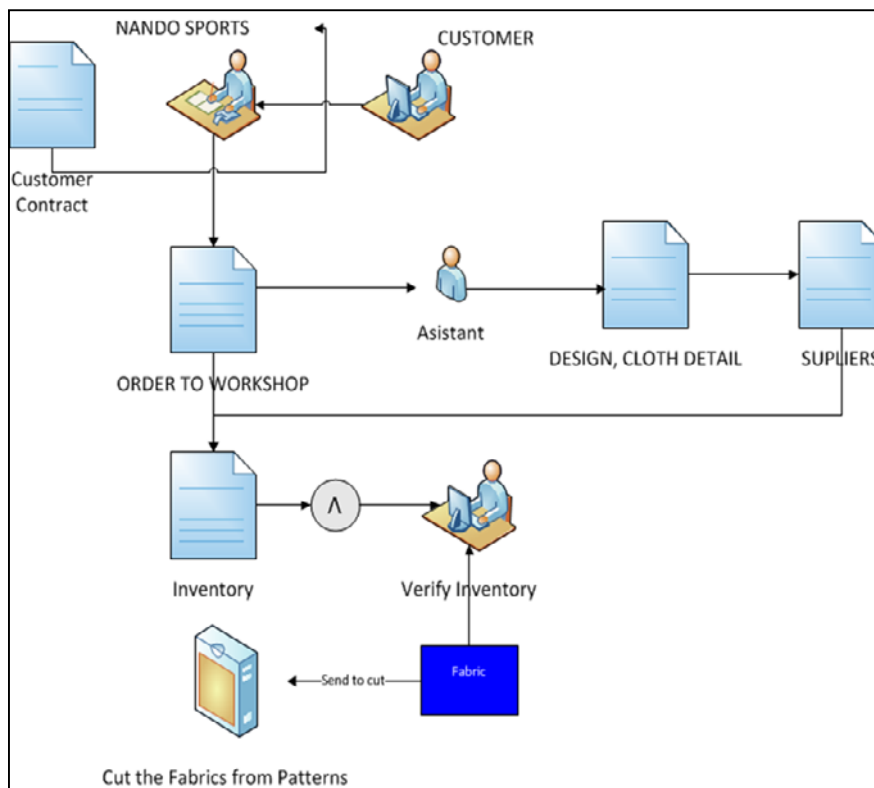 NANDO SPORTS
CUSTOMER
Customer
Contract
Asistant
DESIGN, CLOTH DETAIL
SUPLIERS
ORDER TO WORKSHOP
Λ
Inventory
Verify Inventory
Fabric
Send to cut
Cut the Fabrics from Patterns